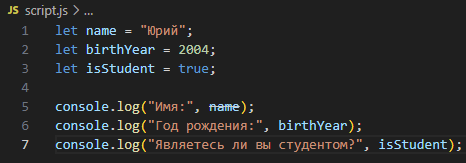 JS script.js > ...
1 let name = "Юрий";
2 let birthYear = 2004;
3 let isStudent = true;
4
5 console.log("Имя:", name);
6 console.log("Год рождения:", birthYear);
7 console.log("Являетесь ли вы студентом?", isStudent);